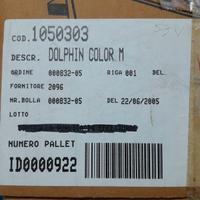 COD. 1050303
DESCR. DOLPHIN COLOR M
ORDINE 000832-05 RIGA 001 DEL.
FORNITORE 2096
NR.BOLLA 000832-05 DEL 22/06/2005
LOTTO
NUMERO PALLET
ID0000922